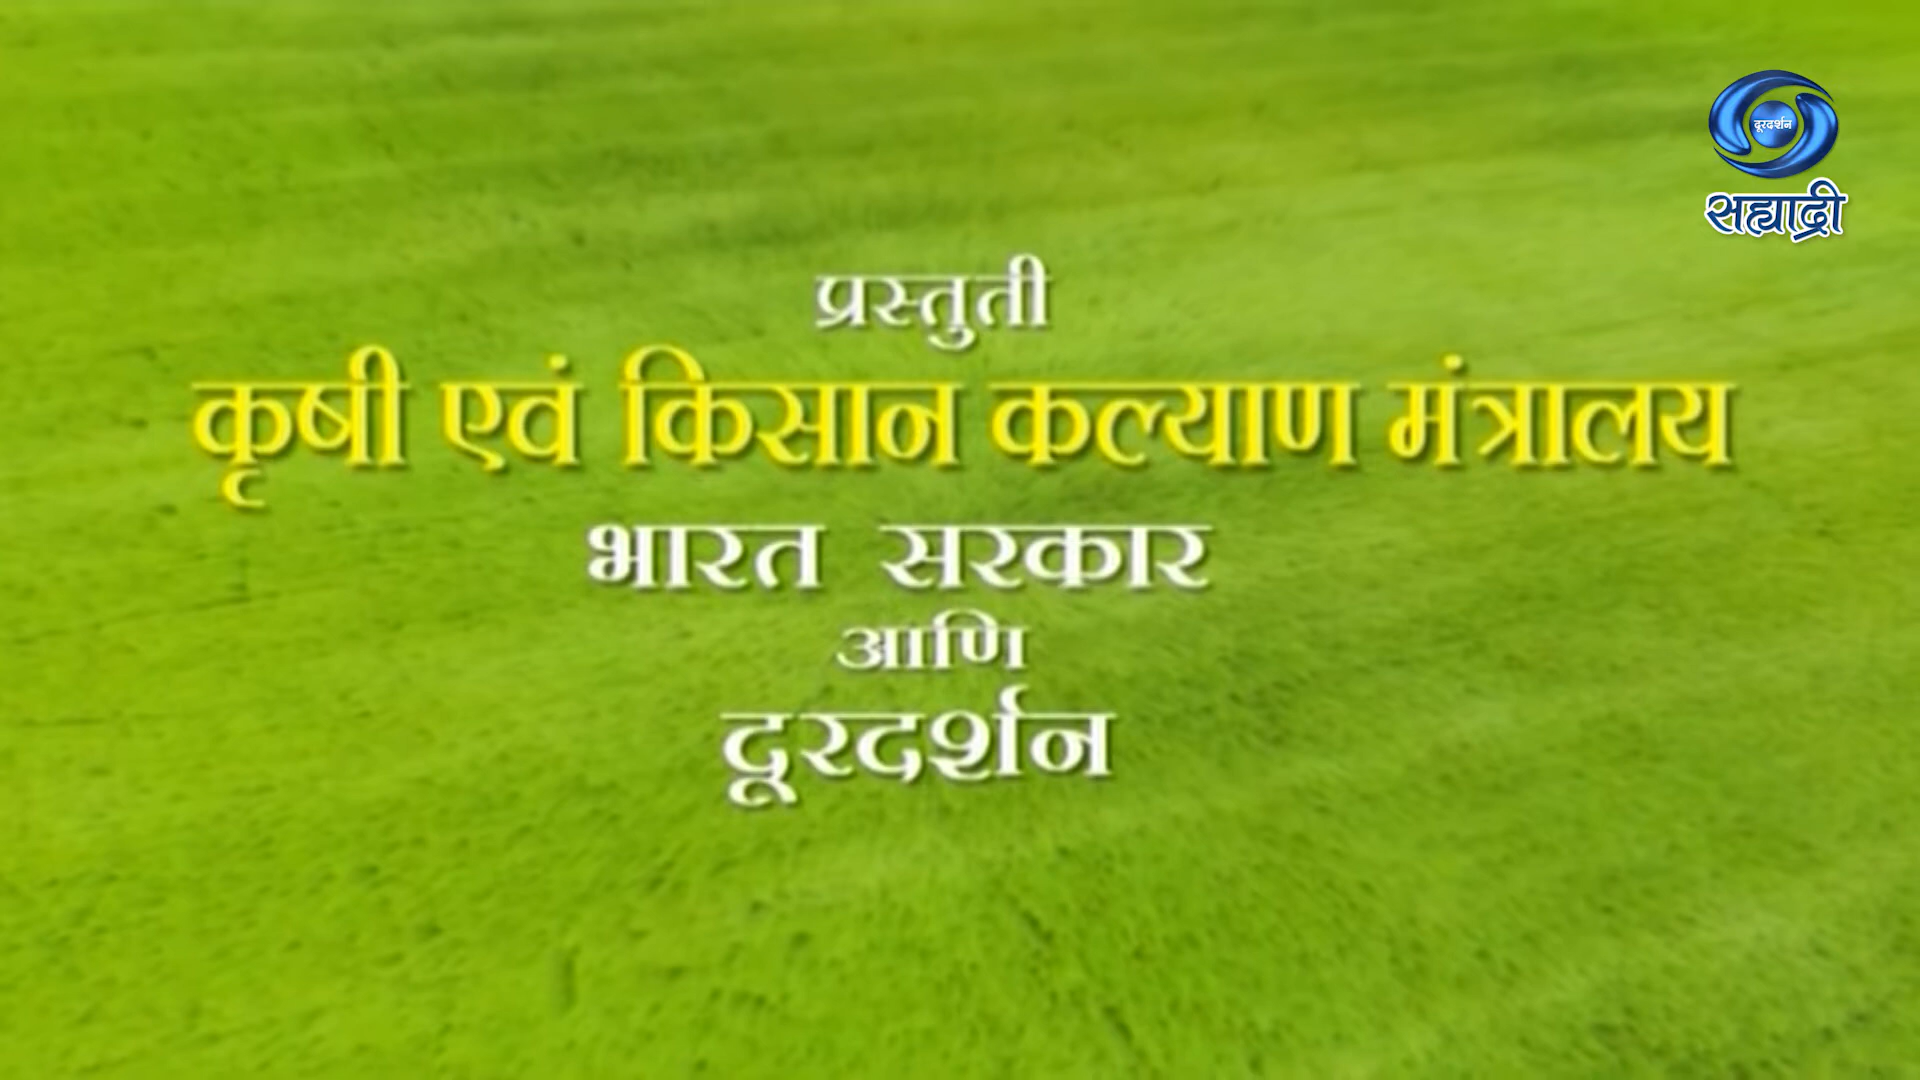 दूरदर्शन
सह्याद्री
प्रस्तुती
कृषी एवं किसान कल्याण मंत्रालय
भारत सरकार
आणि
दूरदर्शन